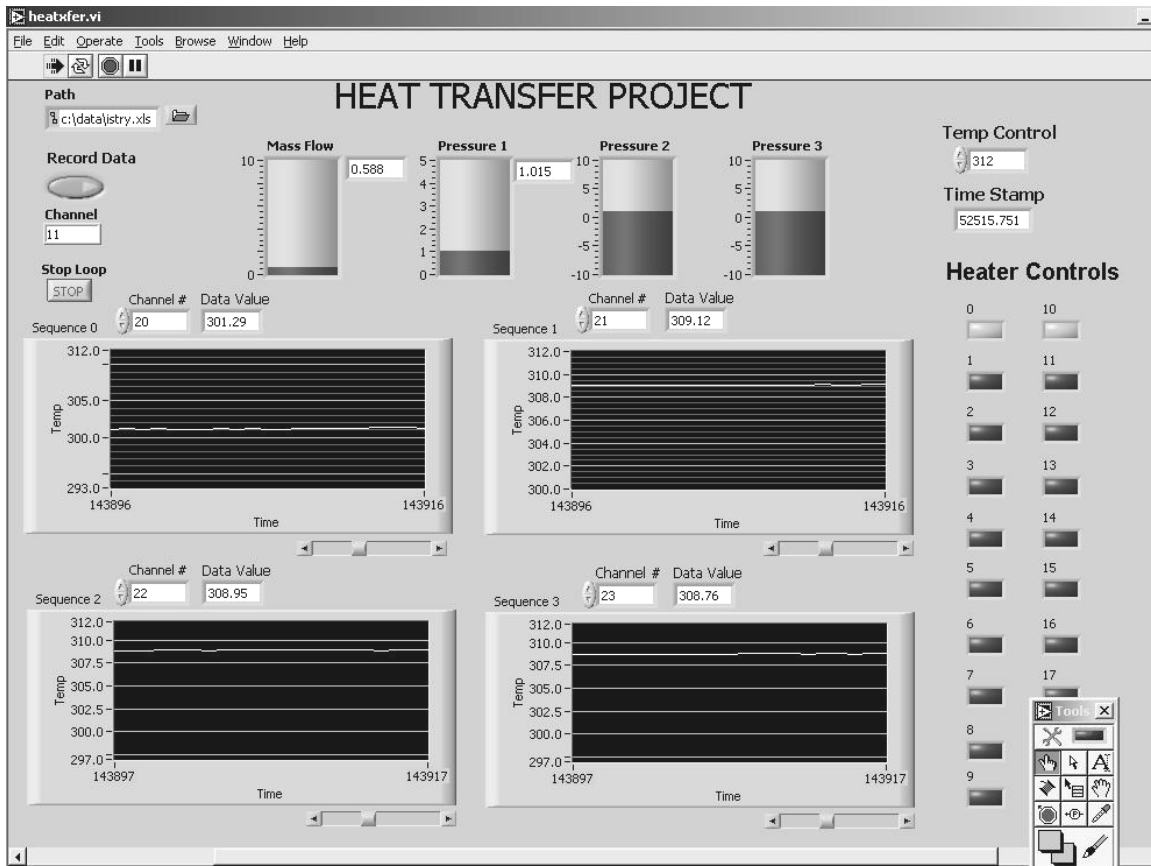 heatxfer.vi
File Edit Operate Tools Browse Window Help
HEAT TRANSFER PROJECT
Path
c:\data\istry.xls
Record Data
Channel
11
Stop Loop
STOP
Mass Flow
10
0
0.588
Pressure 1
5
4
3
2
1
0
1.015
Pressure 2
10
5
0
-5
-10
Pressure 3
10
5
0
-5
-10
Temp Control
312
Time Stamp
52515.751
Heater Controls
0 10
1 11
2 12
3 13
4 14
5 15
6 16
7 17
8
9
Sequence 0
Channel # Data Value
20 301.29
312.0
305.0
300.0
293.0
Temp
143896 143916
Time
Sequence 1
Channel # Data Value
21 309.12
312.0
310.0
308.0
306.0
304.0
302.0
300.0
Temp
143896 143916
Time
Sequence 2
Channel # Data Value
22 308.95
312.0
310.0
307.5
305.0
302.5
300.0
297.0
Temp
143897 143917
Time
Sequence 3
Channel # Data Value
23 308.76
312.0
310.0
307.5
305.0
302.5
300.0
297.0
Temp
143897 143917
Time
Tools
A
P